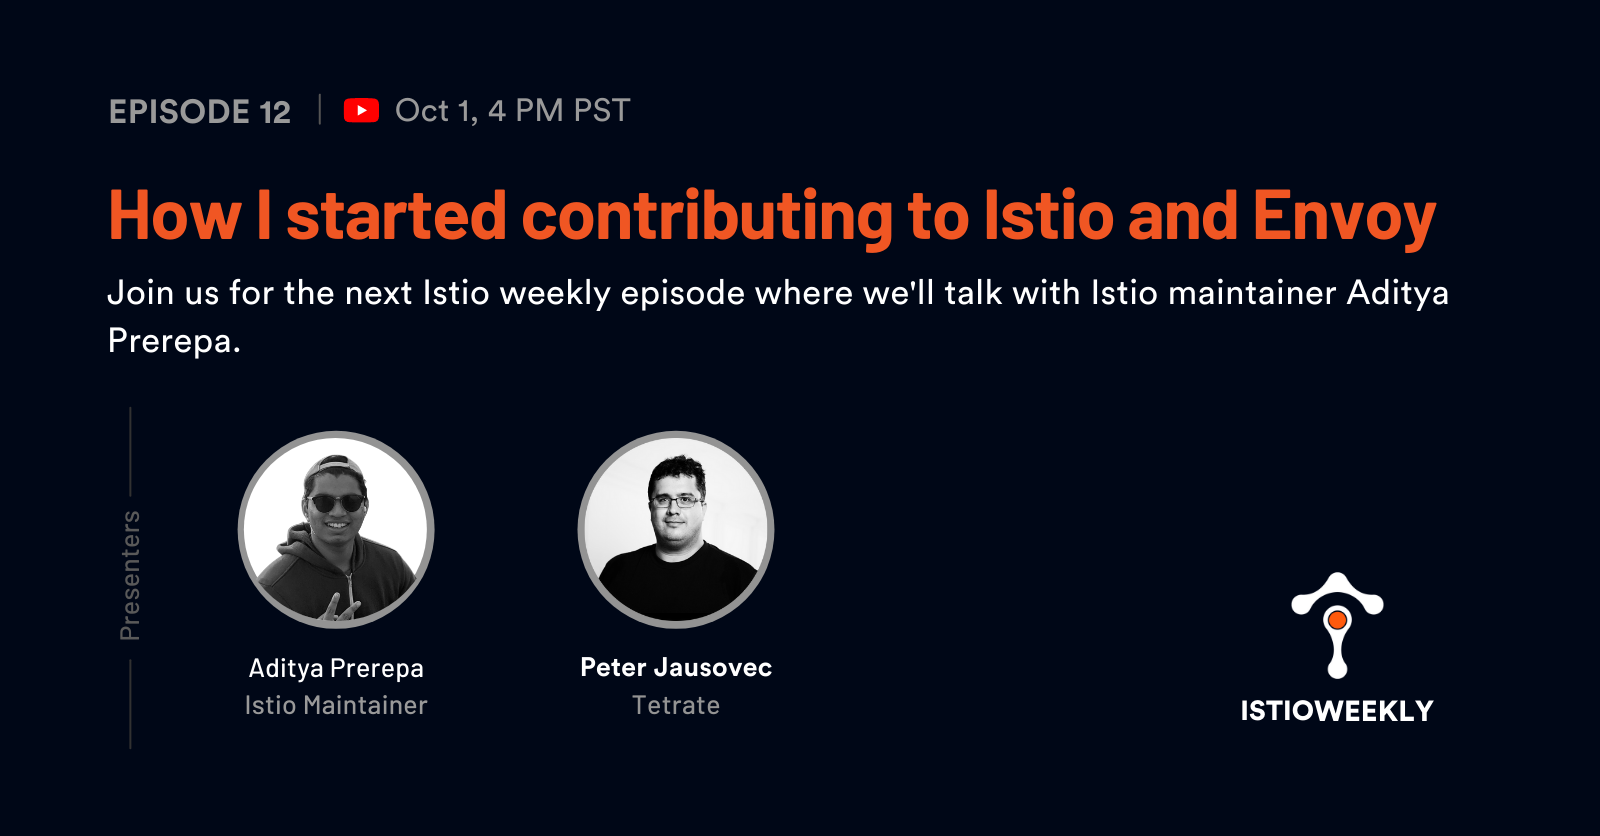 EPISODE 12
Oct 1, 4 PM PST
How I started contributing to Istio and Envoy
Join us for the next Istio weekly episode where we'll talk with Istio maintainer Aditya
Prerepa.
Presenters
Aditya Prerepa
Istio Maintainer
Peter Jausovec
Tetrate
ISTIOWEEKLY